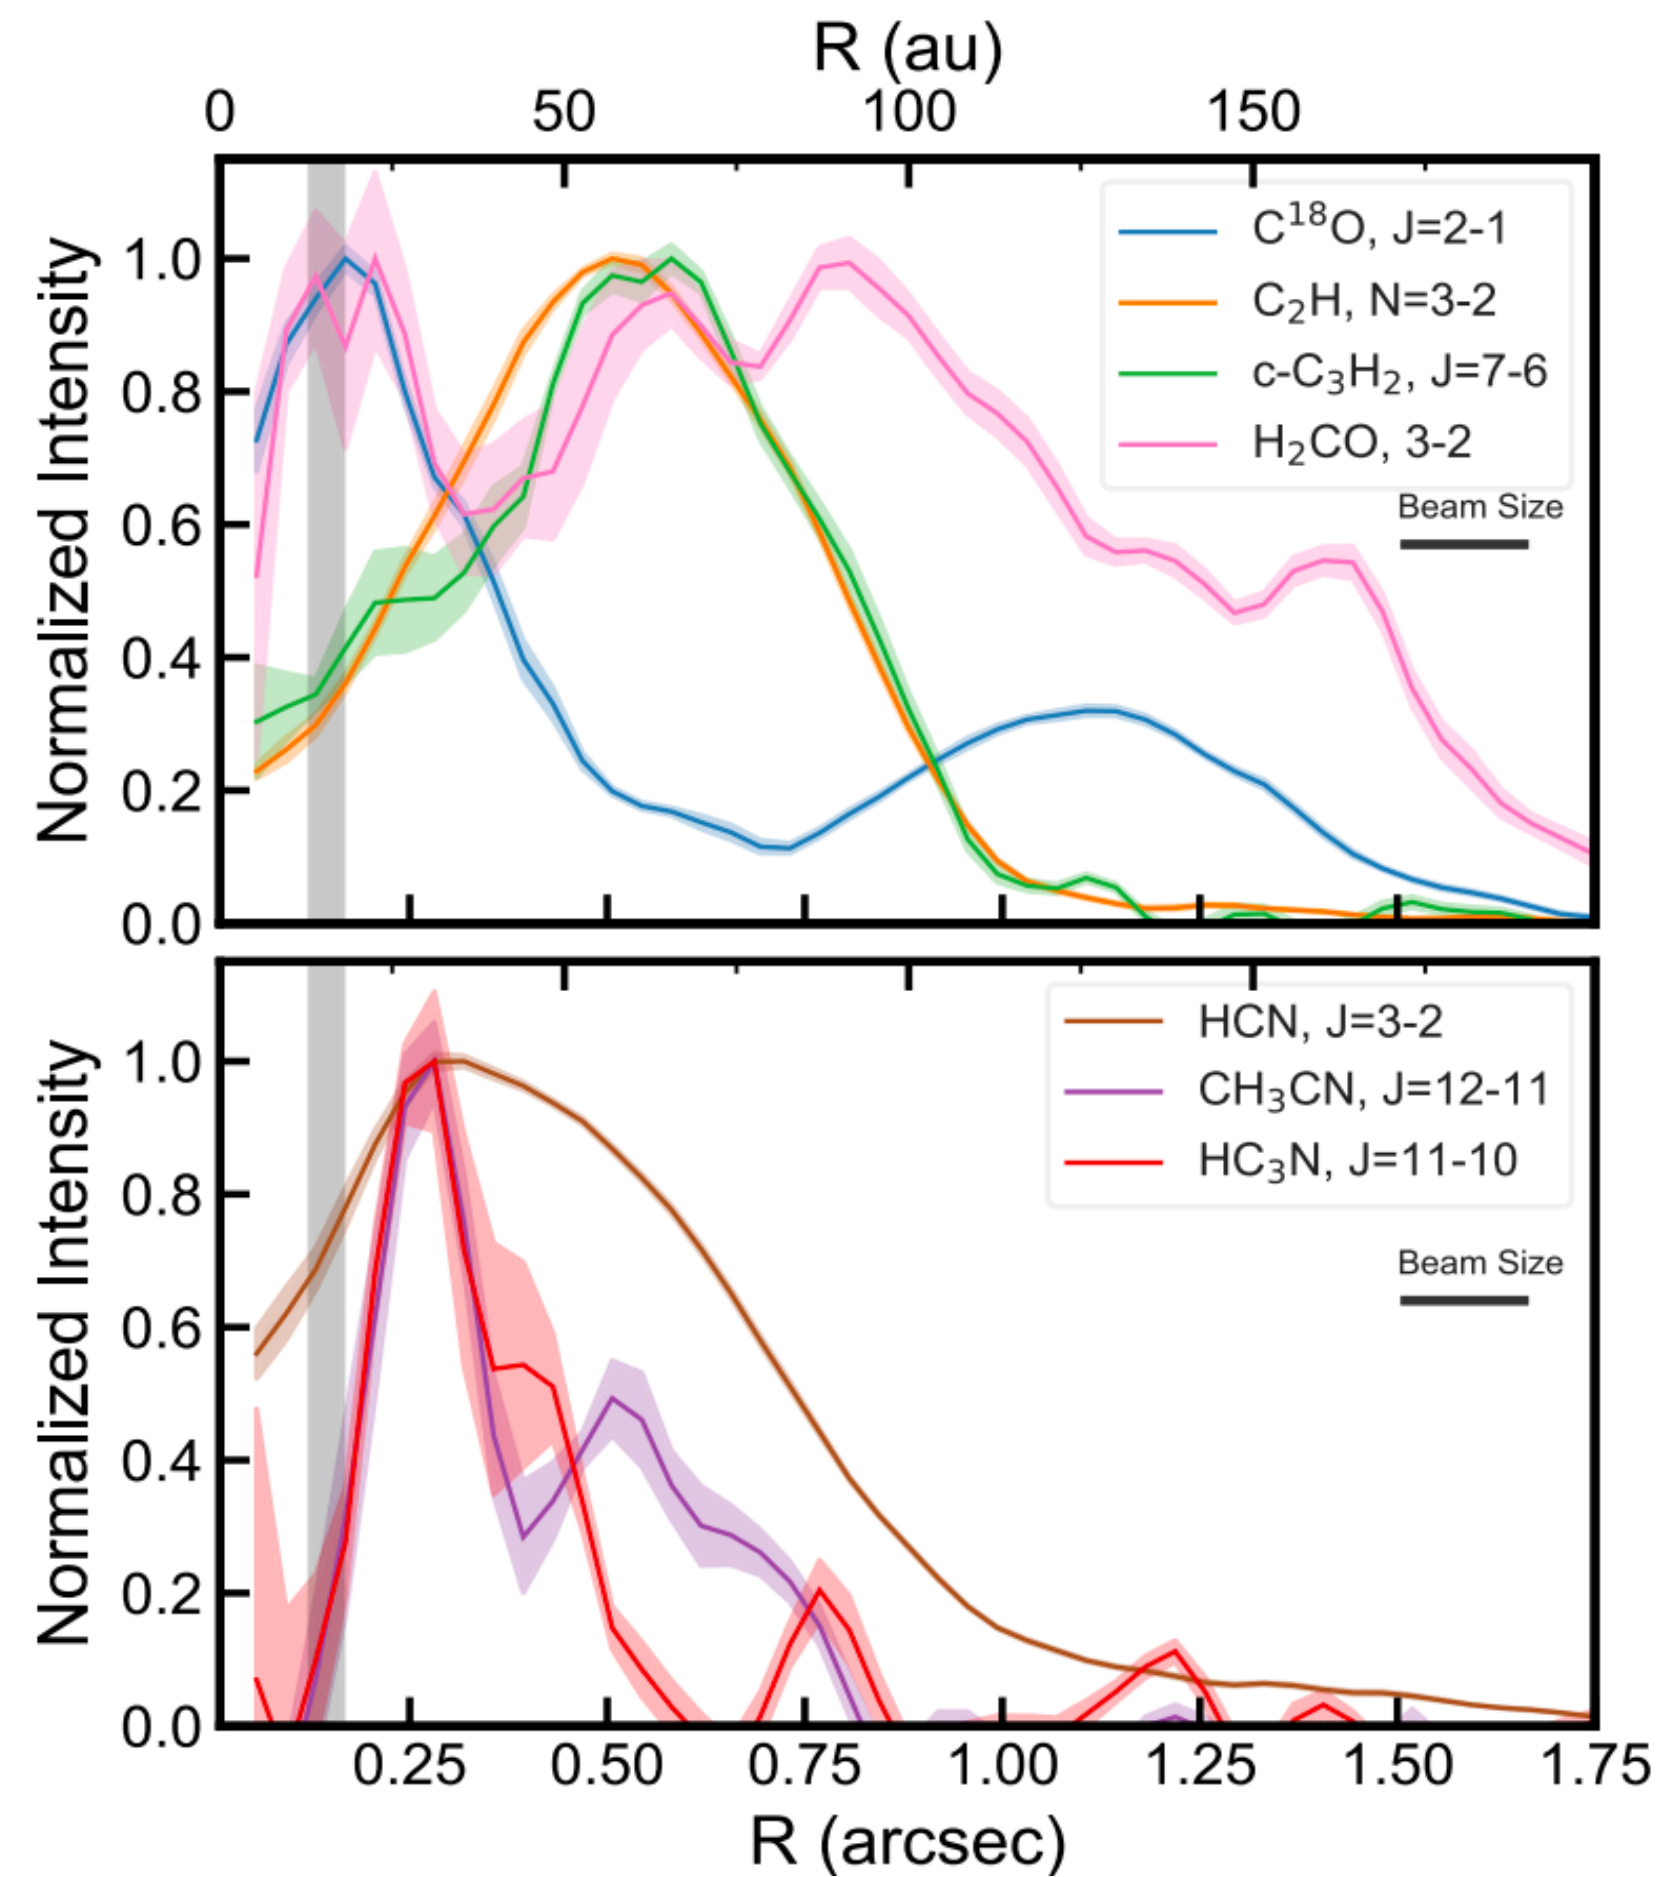 R (au)
0 50 100 150
Normalized Intensity
1.0
0.8
0.6
0.4
0.2
0.0
C¹⁸O, J=2-1
C₂H, N=3-2
c-C₃H₂, J=7-6
H₂CO, 3-2
Beam Size
Normalized Intensity
1.0
0.8
0.6
0.4
0.2
0.0
HCN, J=3-2
CH₃CN, J=12-11
HC₃N, J=11-10
Beam Size
0.25 0.50 0.75 1.00 1.25 1.50 1.75
R (arcsec)